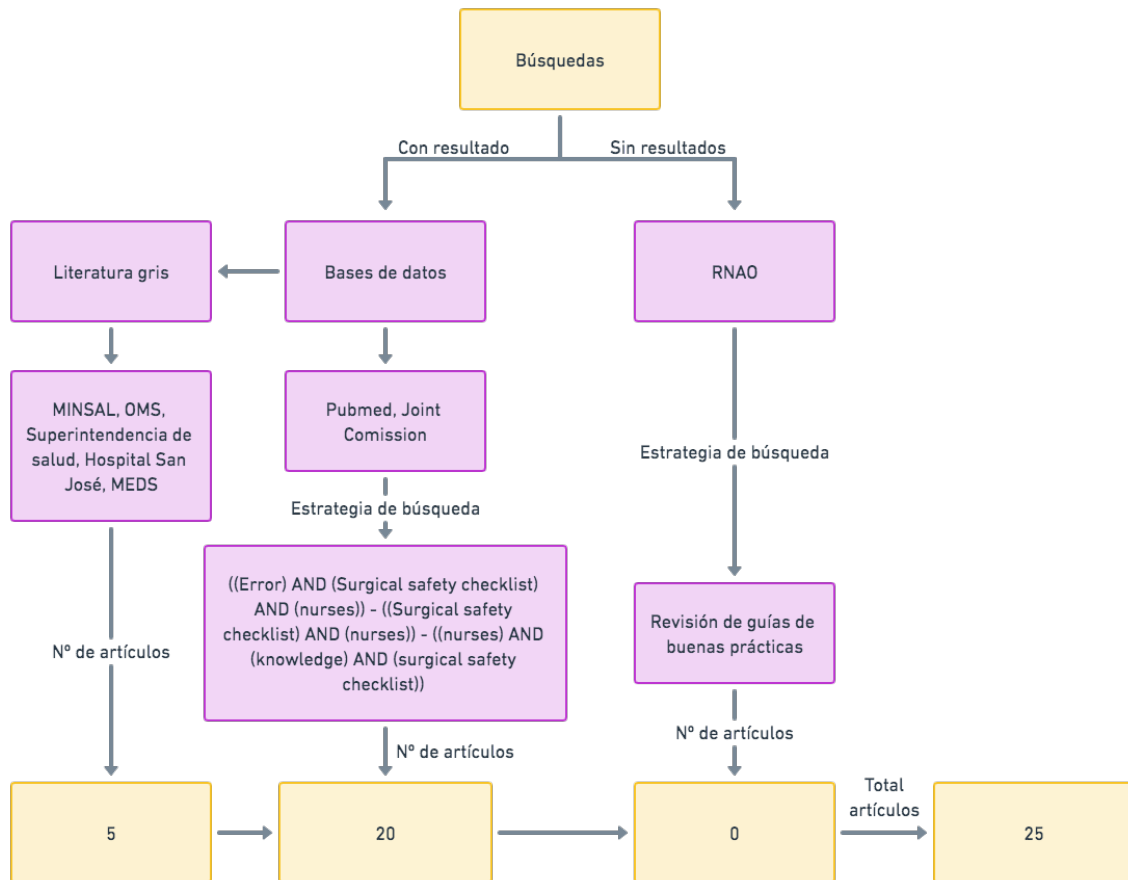 Búsquedas
Con resultado
Sin resultados
Literatura gris
Bases de datos
RNAO
MINSAL, OMS,
Superintendencia de
salud, Hospital San
José, MEDS
Pubmed, Joint
Comission
Estrategia de búsqueda
Estrategia de búsqueda
((Error) AND (Surgical safety checklist)
AND (nurses)) - ((Surgical safety
checklist) AND (nurses)) - ((nurses) AND
(knowledge) AND (surgical safety
checklist))
Revisión de guías de
buenas prácticas
Nº de artículos
Nº de artículos
Nº de artículos
5
20
0
Total
artículos
25